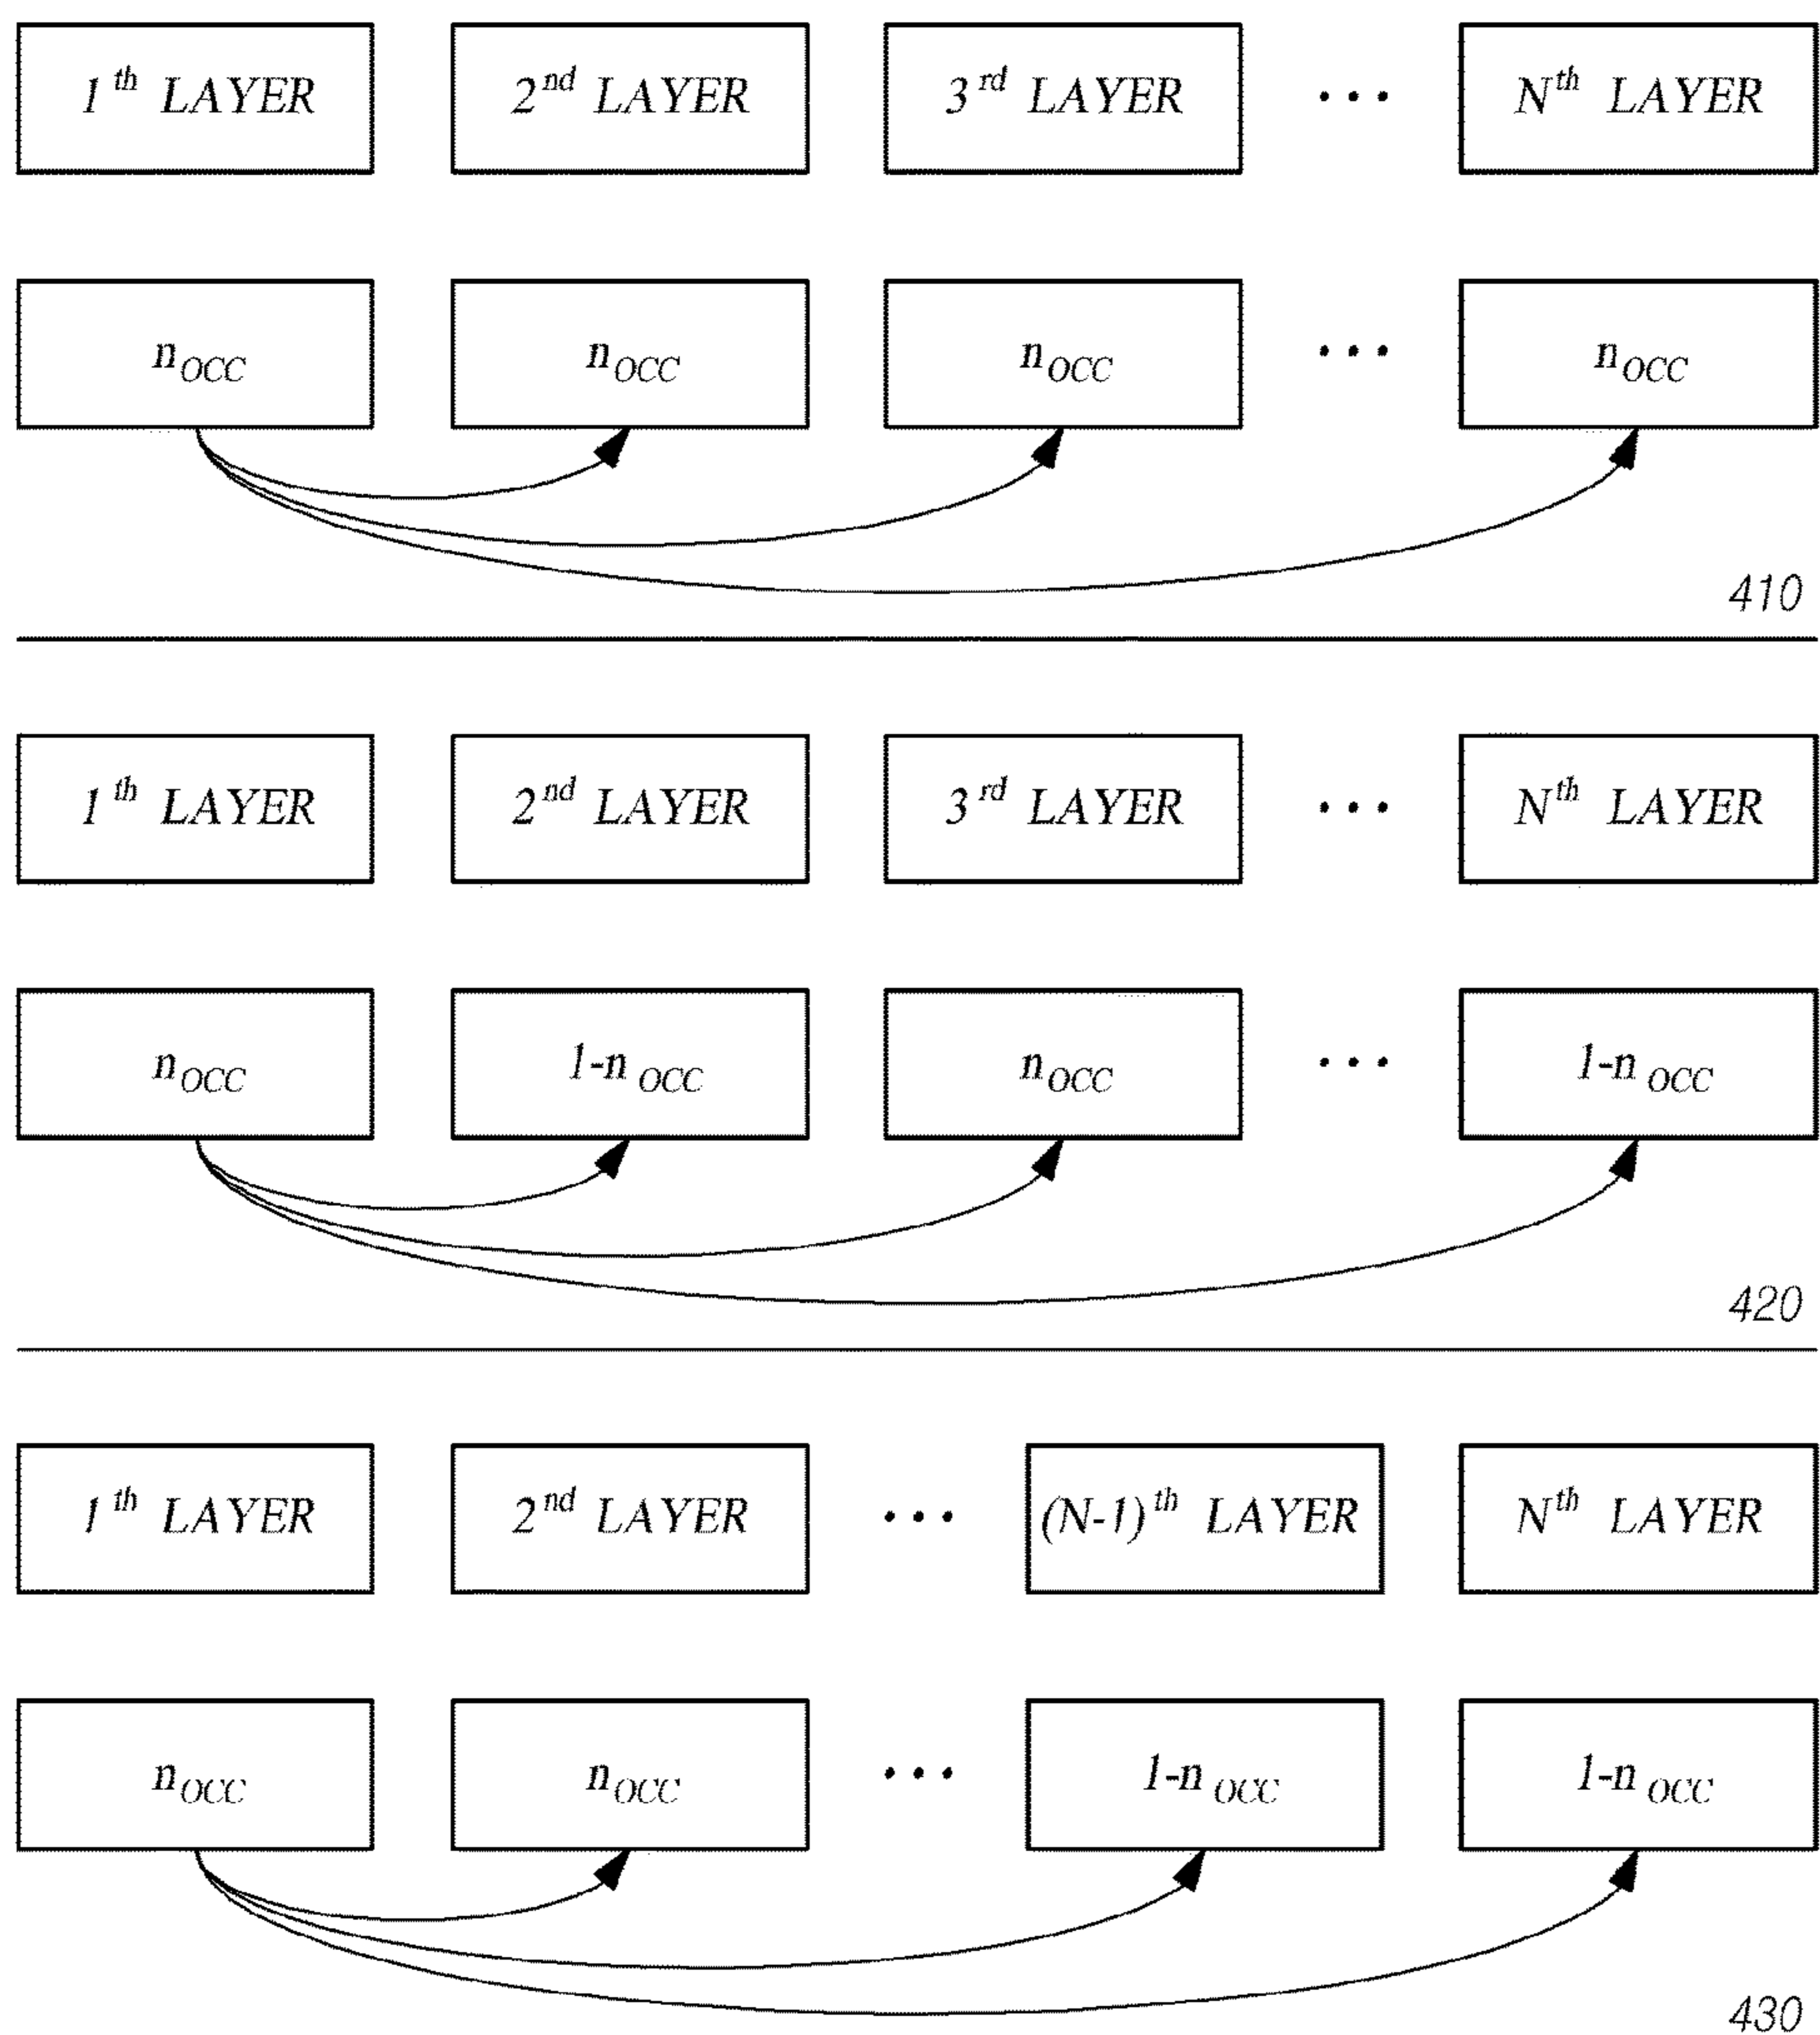 1th LAYER 2nd LAYER 3rd LAYER ... Nth LAYER
nOCC nOCC nOCC ... nOCC
410
1th LAYER 2nd LAYER 3rd LAYER ... Nth LAYER
nOCC 1-nOCC nOCC ... 1-nOCC
420
1th LAYER 2nd LAYER ... (N-1)th LAYER Nth LAYER
nOCC nOCC ... 1-nOCC 1-nOCC
430